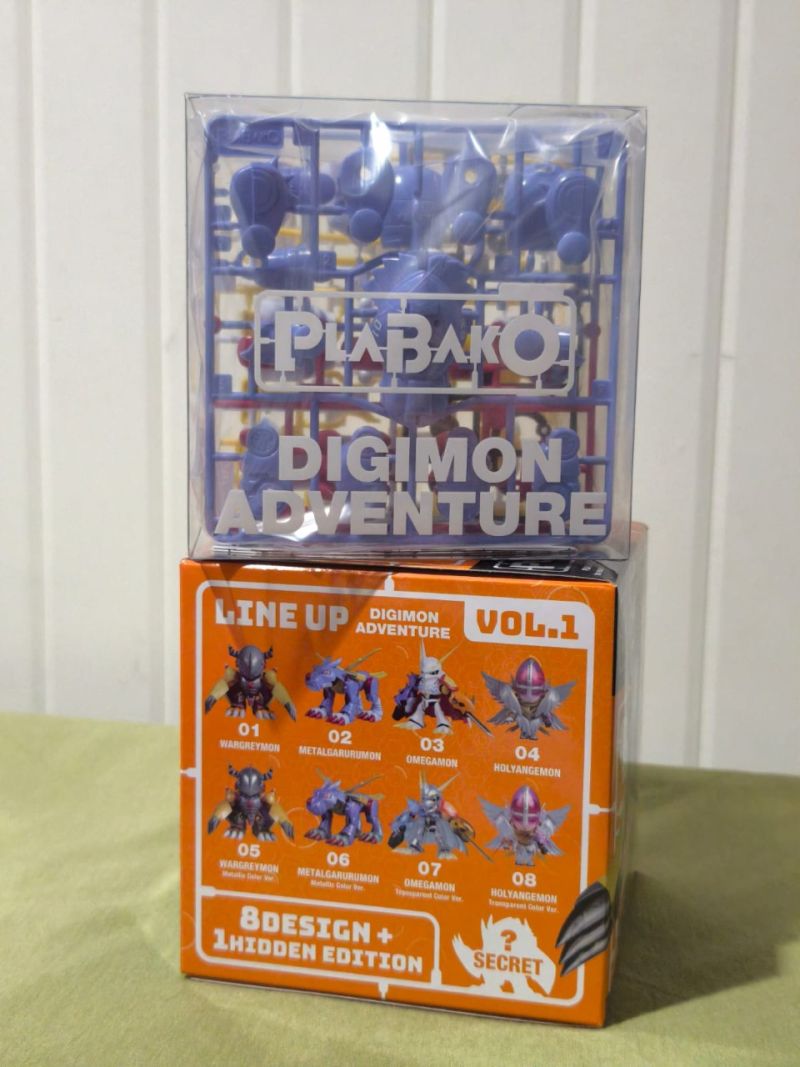 PLABAKO
DIGIMON
ADVENTURE
LINE UP
DIGIMON
ADVENTURE
VOL.1
01
WARGREYMON
02
METALGARURUMON
03
OMEGAMON
04
HOLYANGEMON
05
WARGREYMON
Metallic Color Ver.
06
METALGARURUMON
Metallic Color Ver.
07
OMEGAMON
Transparent Color Ver.
08
HOLYANGEMON
Transparent Color Ver.
8DESIGN +
1HIDDEN EDITION
?
SECRET